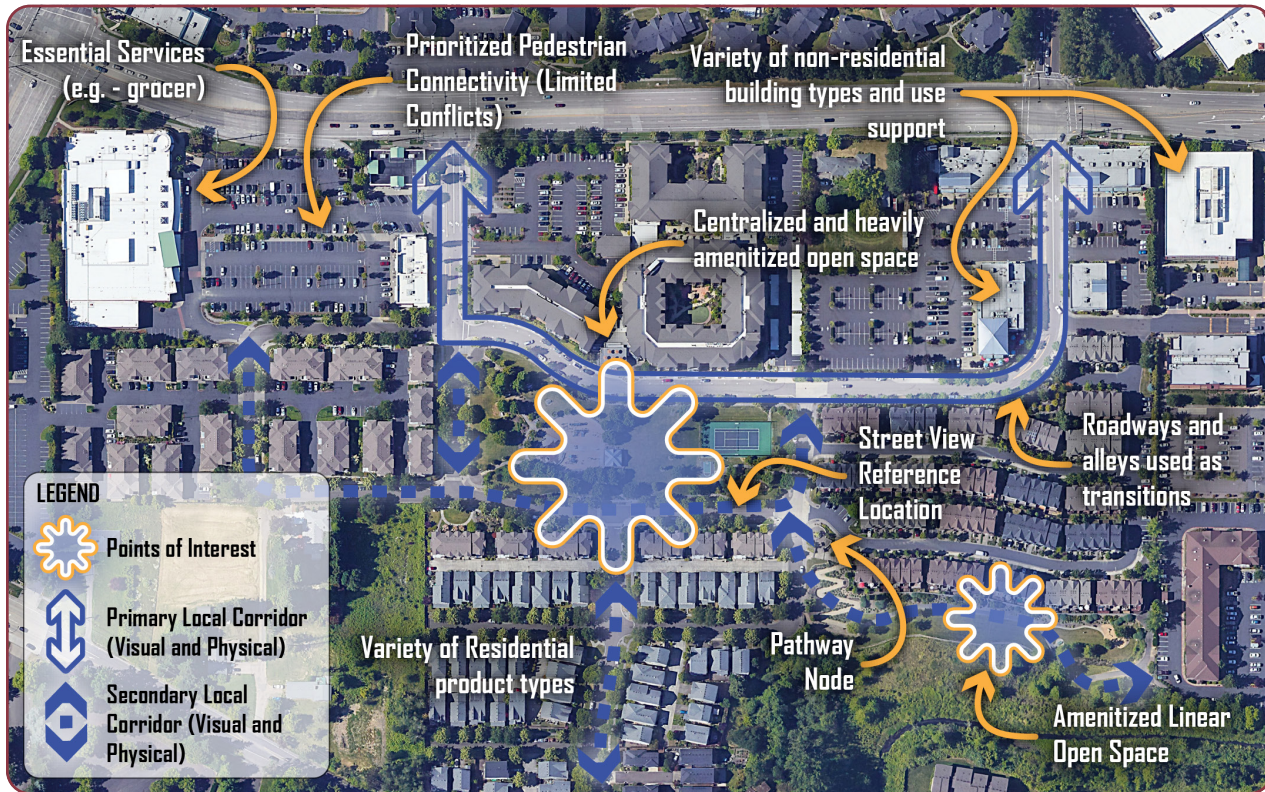 Essential Services
(e.g. - grocer)
Prioritized Pedestrian
Connectivity (Limited
Conflicts)
Variety of non-residential
building types and use
support
Centralized and heavily
amenitized open space
Street View
Reference
Location
Roadways and
alleys used as
transitions
LEGEND
Points of Interest
Primary Local Corridor
(Visual and Physical)
Secondary Local
Corridor (Visual and
Physical)
Variety of Residential
product types
Pathway
Node
Amenitized Linear
Open Space